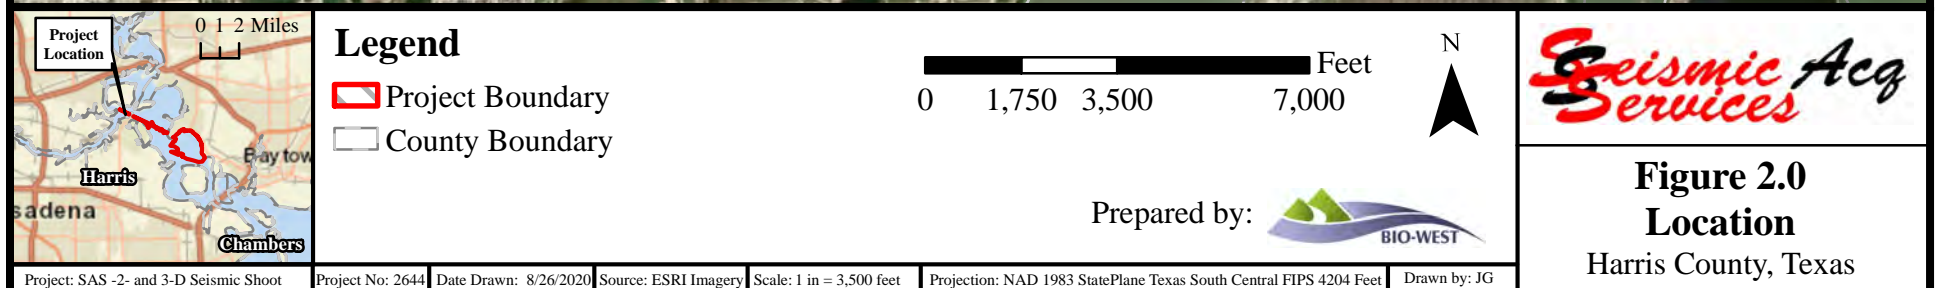 Project
Location
0 1 2 Miles
Harris
Baytow
sadena
Chambers
Legend
Project Boundary
County Boundary
Feet
0 1,750 3,500 7,000
N
Prepared by:
BIO-WEST
Seismic Acq
Services
Figure 2.0
Location
Harris County, Texas
Project: SAS -2- and 3-D Seismic Shoot
Project No: 2644
Date Drawn: 8/26/2020
Source: ESRI Imagery
Scale: 1 in = 3,500 feet
Projection: NAD 1983 StatePlane Texas South Central FIPS 4204 Feet
Drawn by: JG